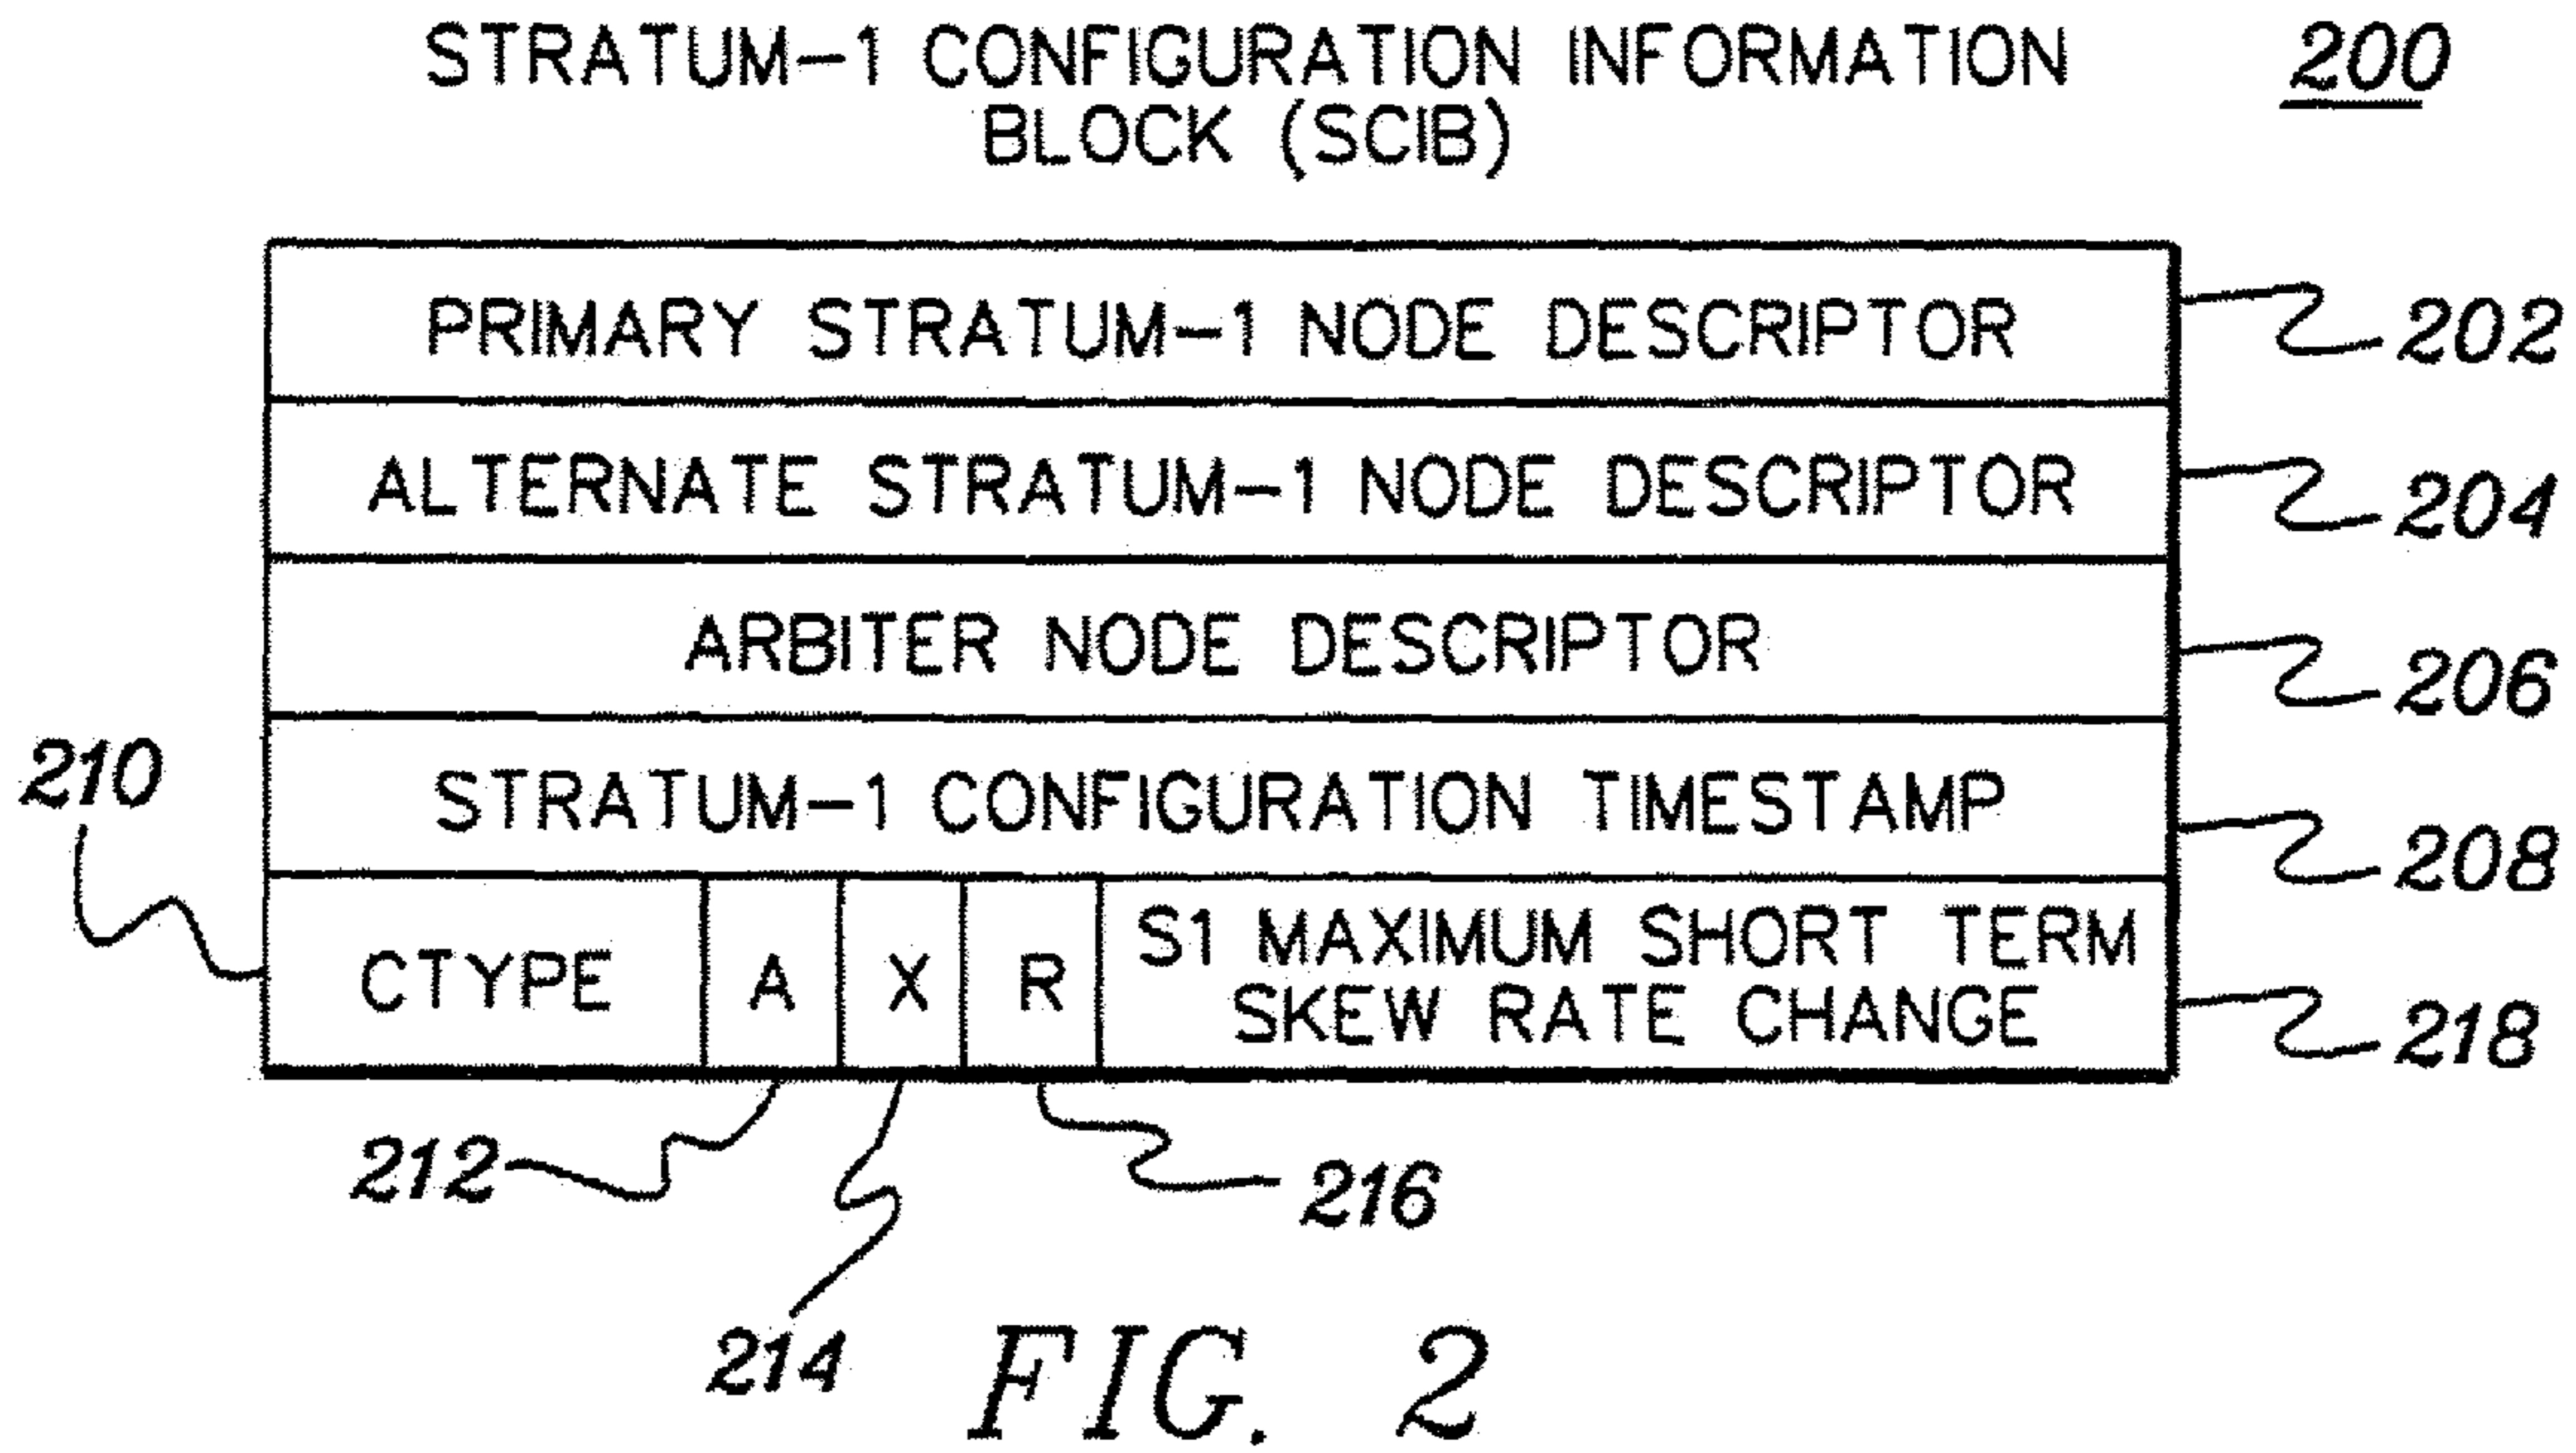 STRATUM-1 CONFIGURATION INFORMATION
BLOCK (SCIB)
200
PRIMARY STRATUM-1 NODE DESCRIPTOR
202
ALTERNATE STRATUM-1 NODE DESCRIPTOR
204
ARBITER NODE DESCRIPTOR
206
210
STRATUM-1 CONFIGURATION TIMESTAMP
208
CTYPE
A
X
R
S1 MAXIMUM SHORT TERM
SKEW RATE CHANGE
218
212
214
216
FIG. 2